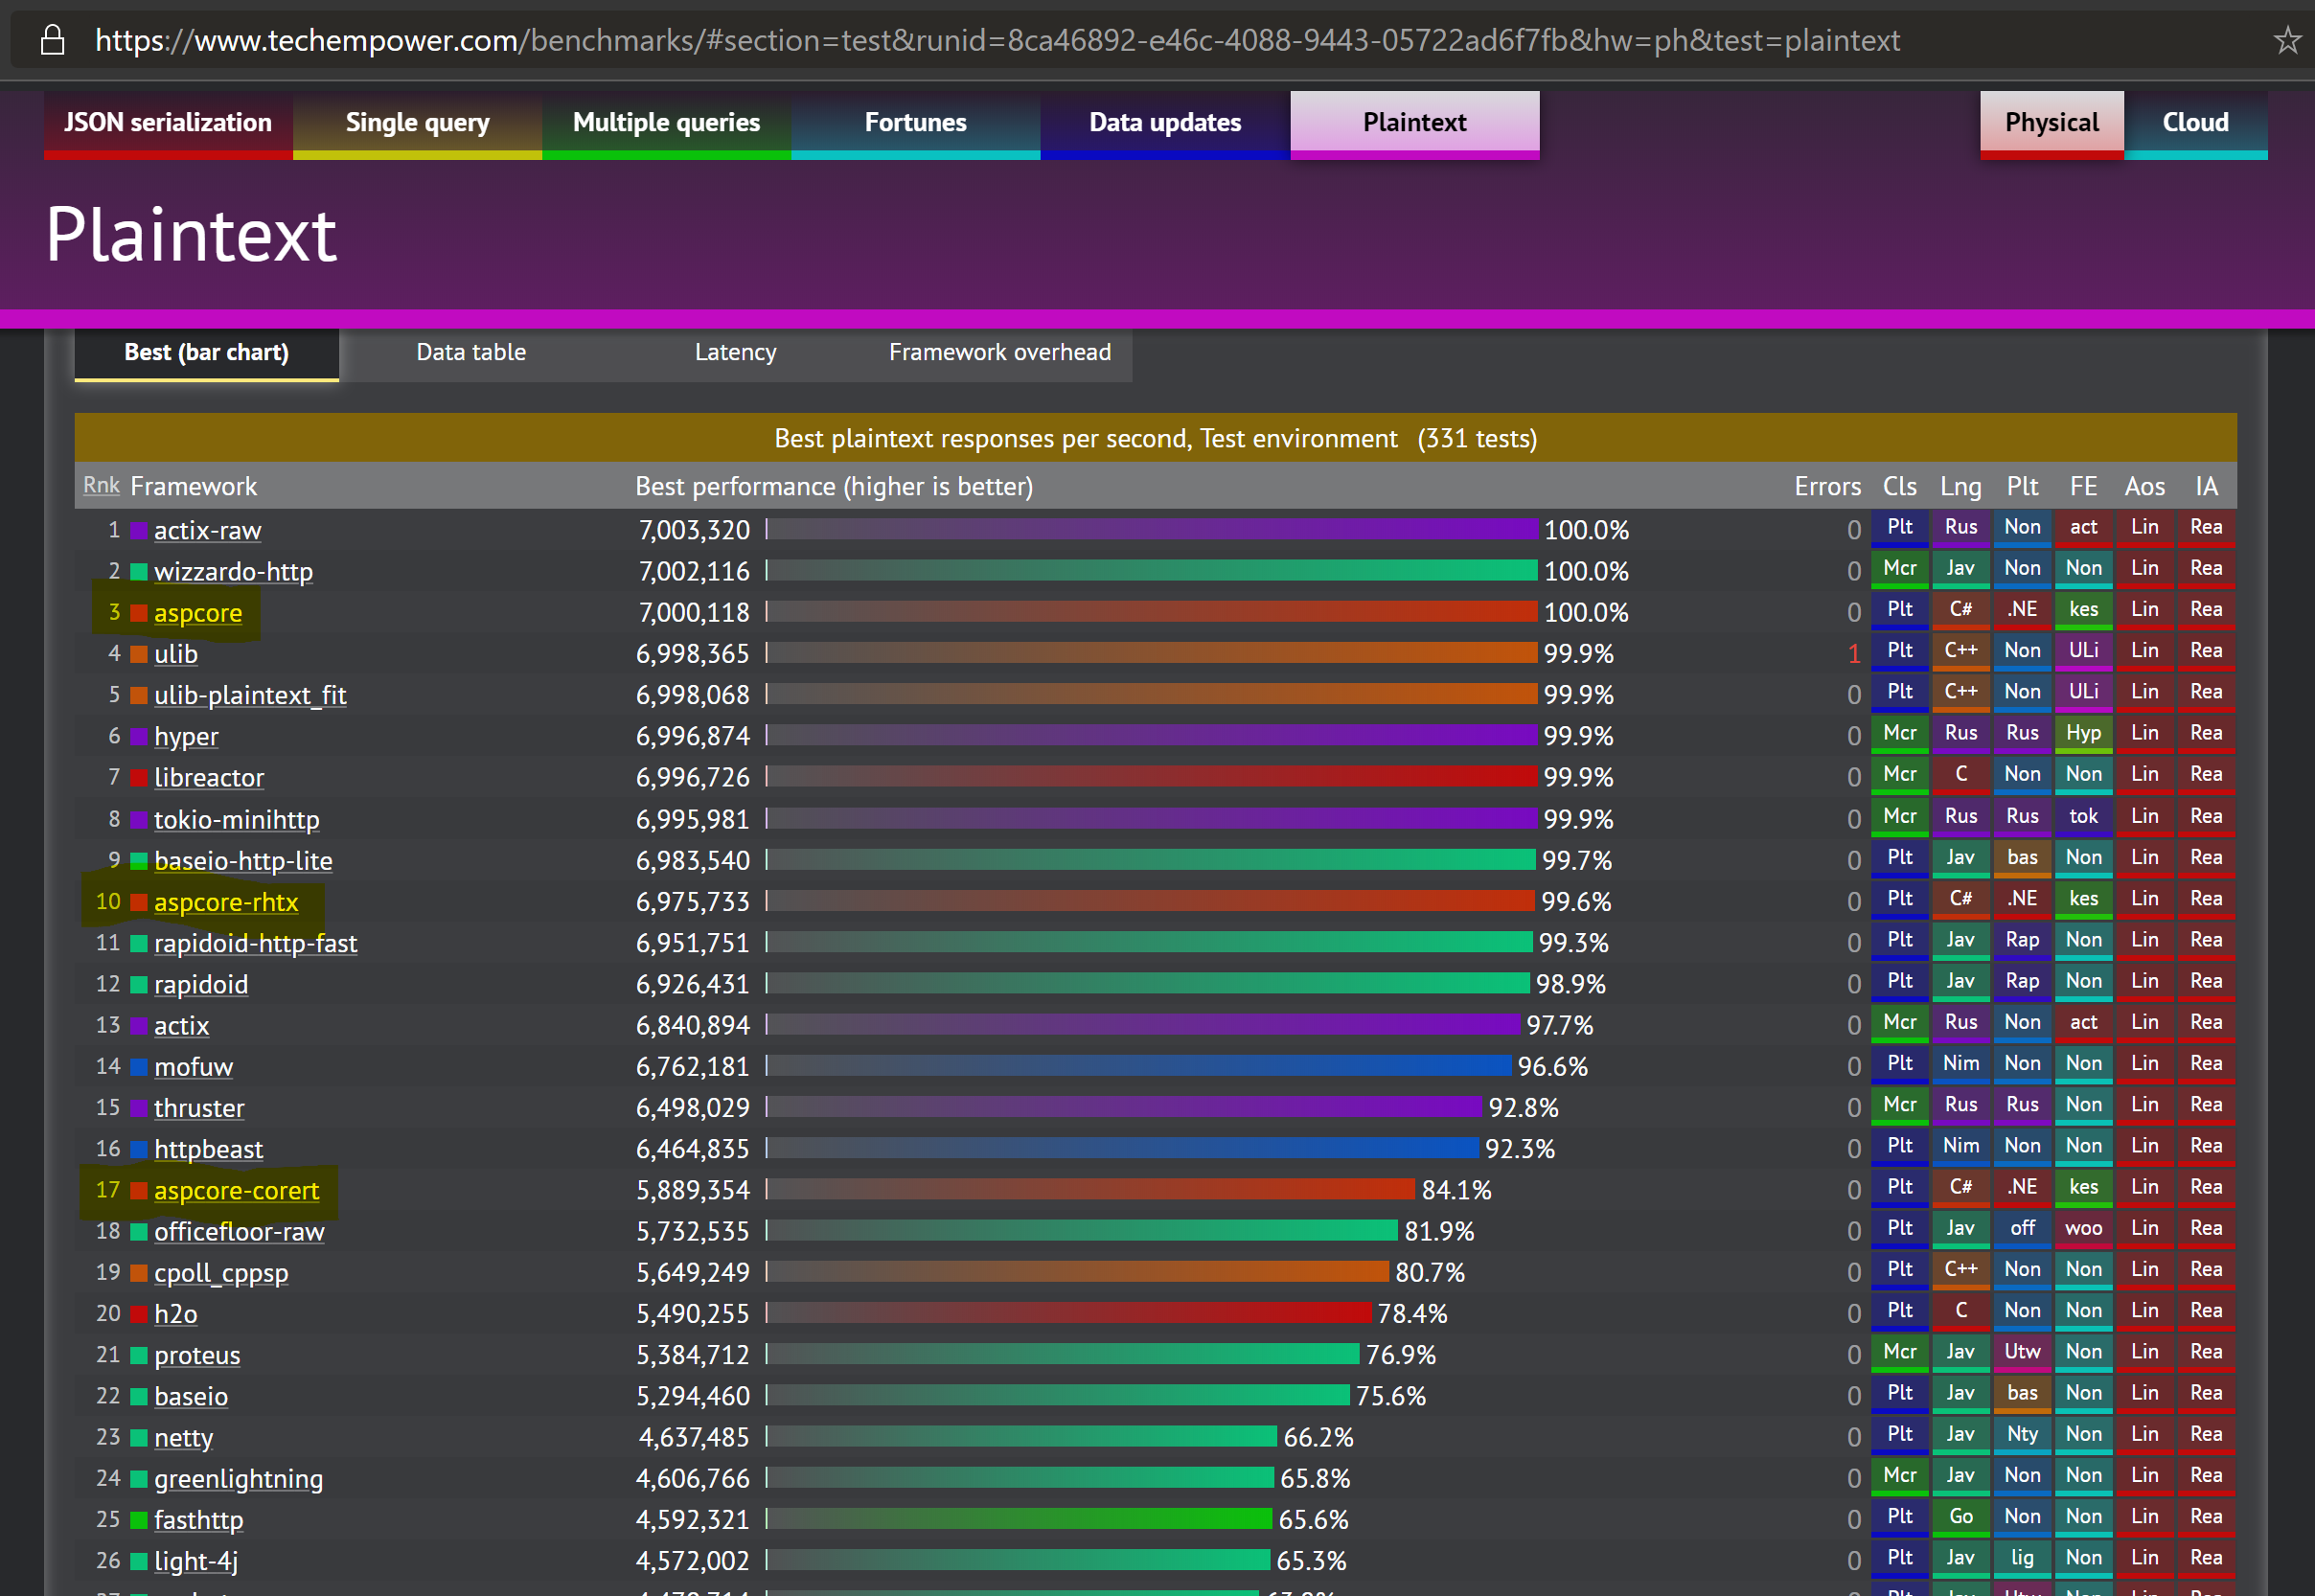 https://www.techempower.com/benchmarks/#section=test&runid=8ca46892-e46c-4088-9443-05722ad6f7fb&hw=ph&test=plaintext
JSON serialization Single query Multiple queries Fortunes Data updates Plaintext Physical Cloud
Plaintext
Best (bar chart) Data table Latency Framework overhead
Best plaintext responses per second, Test environment (331 tests)
Rnk Framework Best performance (higher is better) Errors Cls Lng Plt FE Aos IA
1 actix-raw 7,003,320 100.0% 0 Plt Rus Non act Lin Rea
2 wizzardo-http 7,002,116 100.0% 0 Mcr Jav Non Non Lin Rea
3 aspcore 7,000,118 100.0% 0 Plt C# .NE kes Lin Rea
4 ulib 6,998,365 99.9% 1 Plt C++ Non ULi Lin Rea
5 ulib-plaintext_fit 6,998,068 99.9% 0 Plt C++ Non ULi Lin Rea
6 hyper 6,996,874 99.9% 0 Mcr Rus Rus Hyp Lin Rea
7 libreactor 6,996,726 99.9% 0 Mcr C Non Non Lin Rea
8 tokio-minihttp 6,995,981 99.9% 0 Mcr Rus Rus tok Lin Rea
9 baseio-http-lite 6,983,540 99.7% 0 Plt Jav bas Non Lin Rea
10 aspcore-rhtx 6,975,733 99.6% 0 Plt C# .NE kes Lin Rea
11 rapidoid-http-fast 6,951,751 99.3% 0 Plt Jav Rap Non Lin Rea
12 rapidoid 6,926,431 98.9% 0 Plt Jav Rap Non Lin Rea
13 actix 6,840,894 97.7% 0 Mcr Rus Non act Lin Rea
14 mofuw 6,762,181 96.6% 0 Plt Nim Non Non Lin Rea
15 thruster 6,498,029 92.8% 0 Mcr Rus Rus Non Lin Rea
16 httpbeast 6,464,835 92.3% 0 Plt Nim Non Non Lin Rea
17 aspcore-corert 5,889,354 84.1% 0 Plt C# .NE kes Lin Rea
18 officefloor-raw 5,732,535 81.9% 0 Plt Jav off woo Lin Rea
19 cpoll_cppsp 5,649,249 80.7% 0 Plt C++ Non Non Lin Rea
20 h2o 5,490,255 78.4% 0 Plt C Non Non Lin Rea
21 proteus 5,384,712 76.9% 0 Mcr Jav Utw Non Lin Rea
22 baseio 5,294,460 75.6% 0 Plt Jav bas Non Lin Rea
23 netty 4,637,485 66.2% 0 Plt Jav Nty Non Lin Rea
24 greenlightning 4,606,766 65.8% 0 Mcr Jav Non Non Lin Rea
25 fasthttp 4,592,321 65.6% 0 Plt Go Non Non Lin Rea
26 light-4j 4,572,002 65.3% 0 Plt Jav lig Non Lin Rea